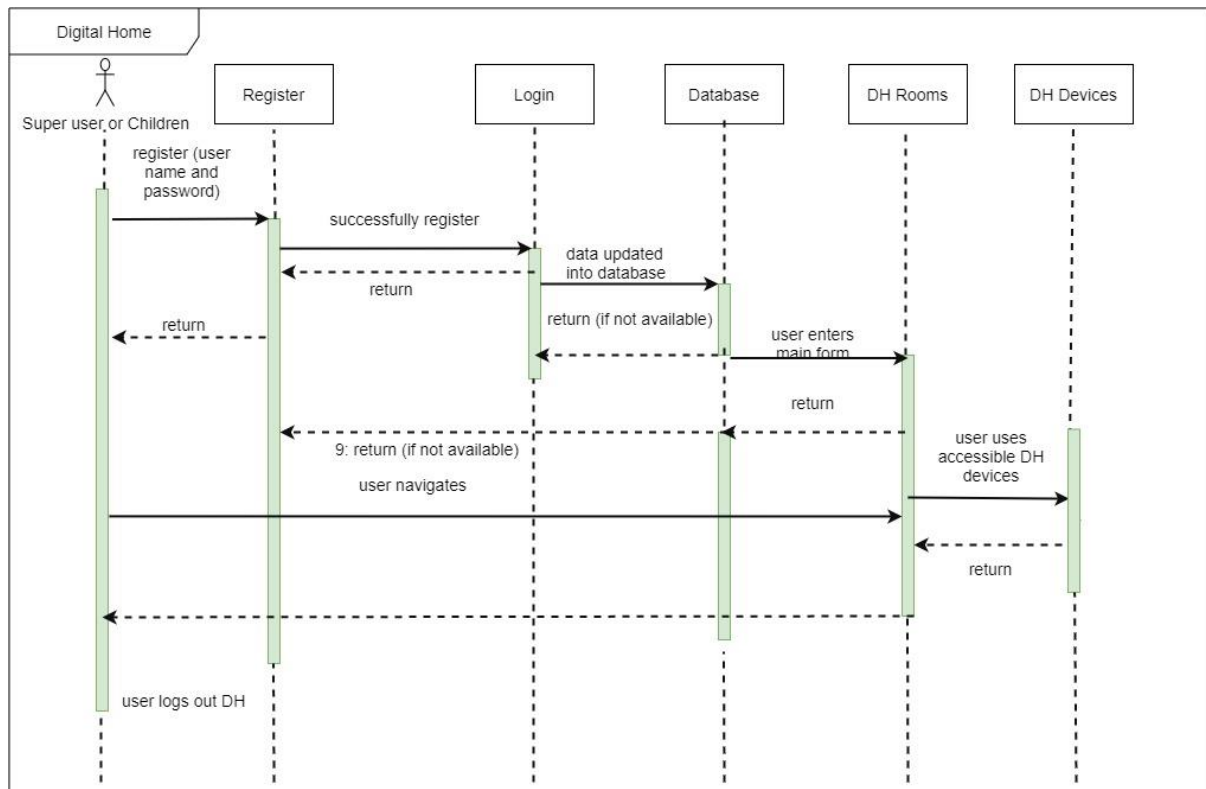 Digital Home
Super user or Children
Register
Login
Database
DH Rooms
DH Devices
register (user
name and
password)
successfully register
return
data updated
into database
return
return (if not available)
user enters
main form
return
9: return (if not available)
user uses
accessible DH
devices
user navigates
return
user logs out DH